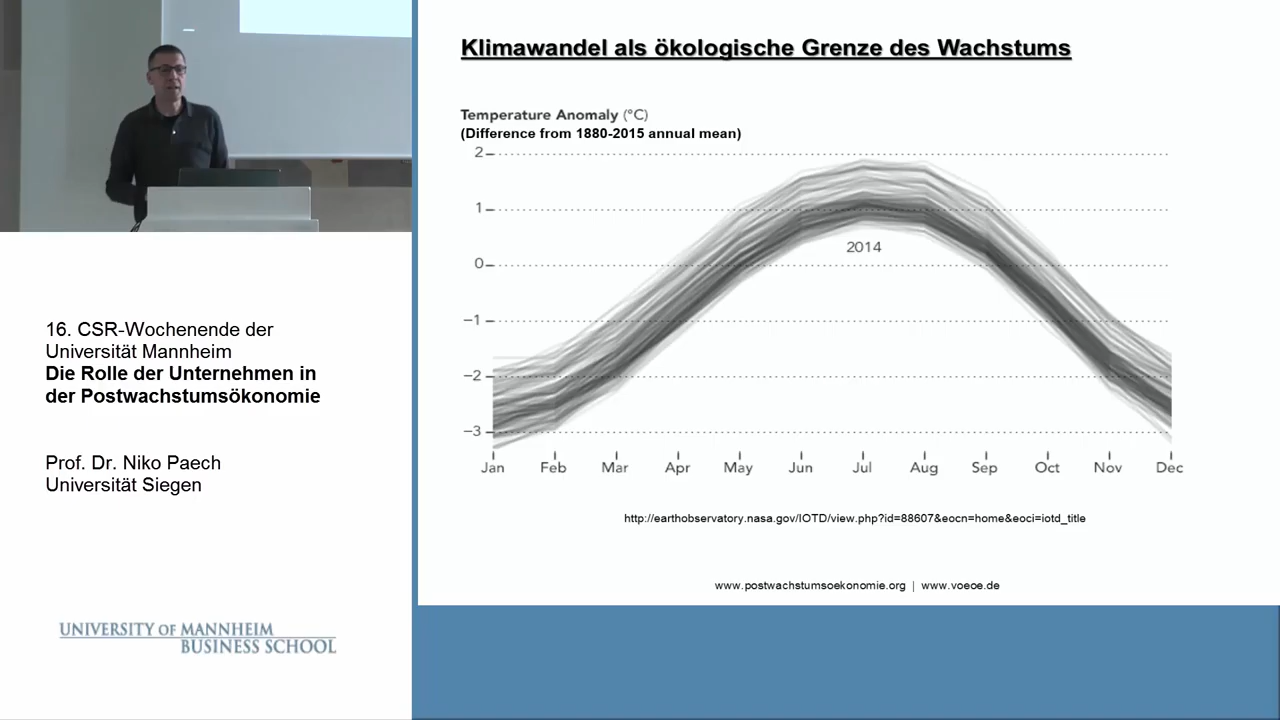 16. CSR-Wochenende der
Universität Mannheim
Die Rolle der Unternehmen in
der Postwachstumsökonomie
Prof. Dr. Niko Paech
Universität Siegen
UNIVERSITY OF MANNHEIM
BUSINESS SCHOOL
Klimawandel als ökologische Grenze des Wachstums
Temperature Anomaly (°C)
(Difference from 1880-2015 annual mean)
2
1
0
−1
−2
−3
2014
Jan Feb Mar Apr May Jun Jul Aug Sep Oct Nov Dec
http://earthobservatory.nasa.gov/IOTD/view.php?id=88607&eocn=home&eoci=iotd_title
www.postwachstumsoekonomie.org | www.voeoe.de